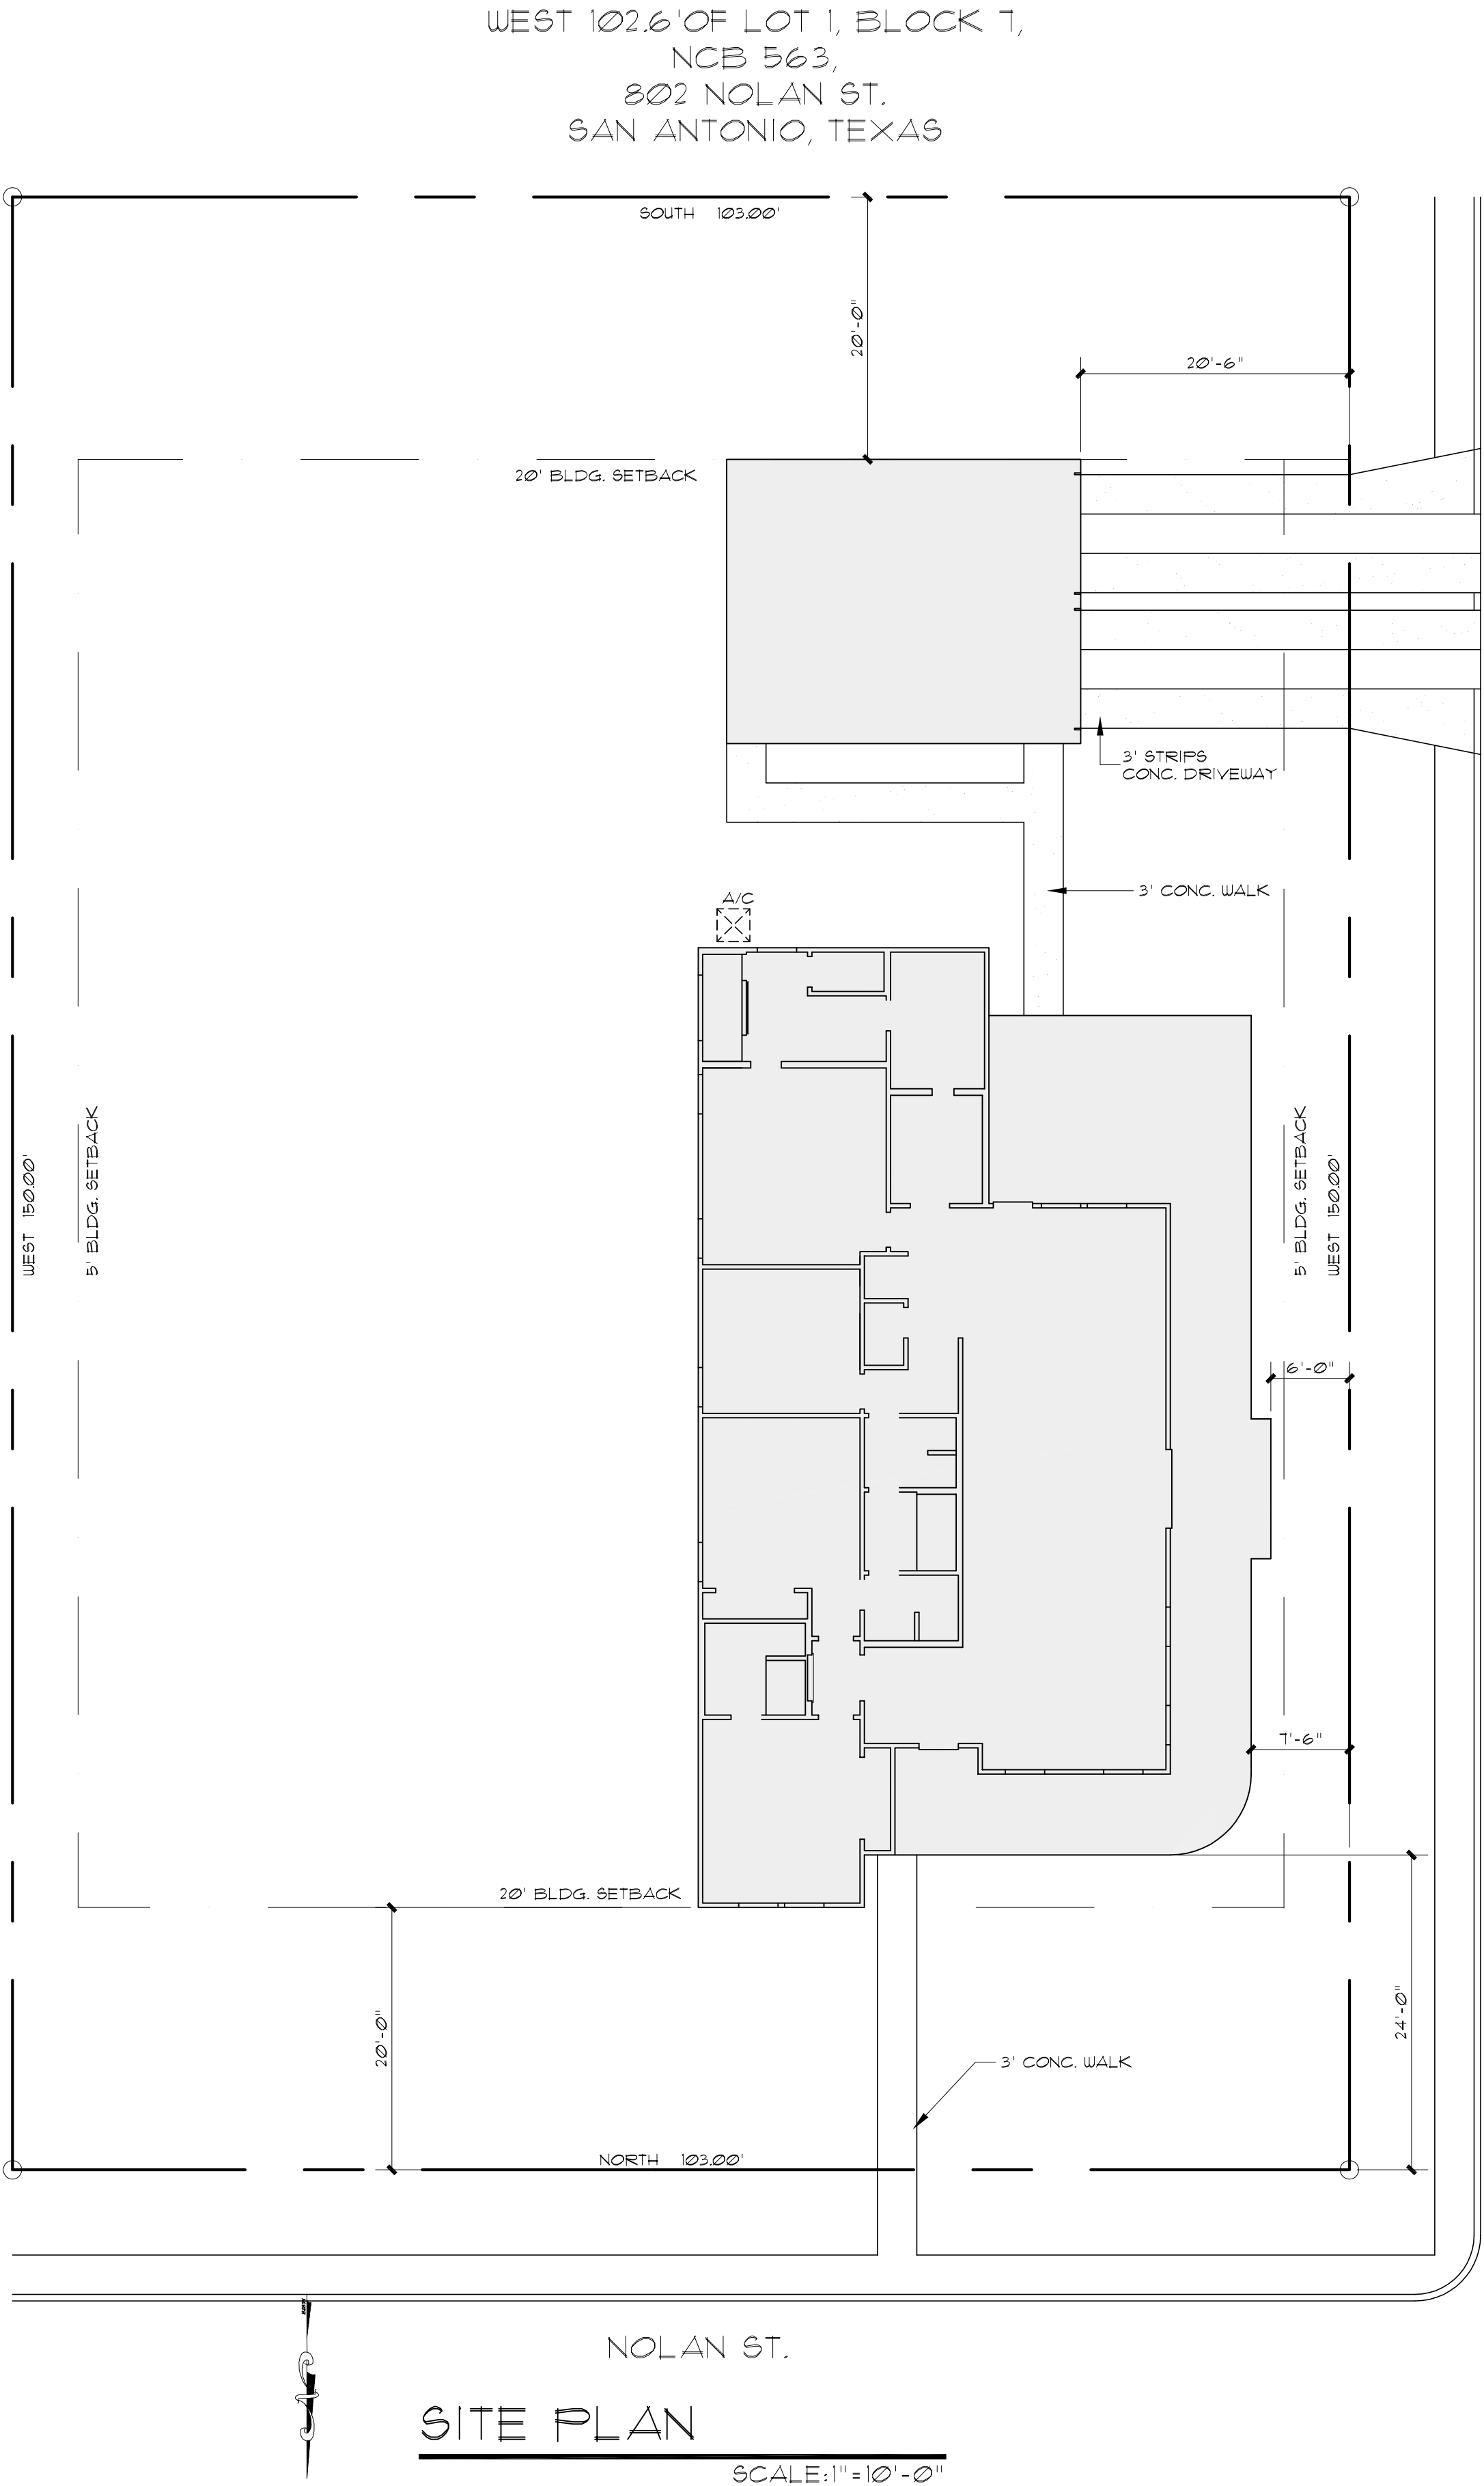 WEST 102.6' OF LOT 1, BLOCK 7,
NCB 563,
802 NOLAN ST.
SAN ANTONIO, TEXAS
SOUTH 103.00'
20'-0"
20'-6"
20' BLDG. SETBACK
3' STRIPS
CONC. DRIVEWAY
3' CONC. WALK
A/C
WEST 150.00'
5' BLDG. SETBACK
5' BLDG. SETBACK
WEST 150.00'
6'-0"
7'-6"
20' BLDG. SETBACK
20'-0"
24'-0"
3' CONC. WALK
NORTH 103.00'
NOLAN ST.
SITE PLAN
SCALE:1"=10'-0"